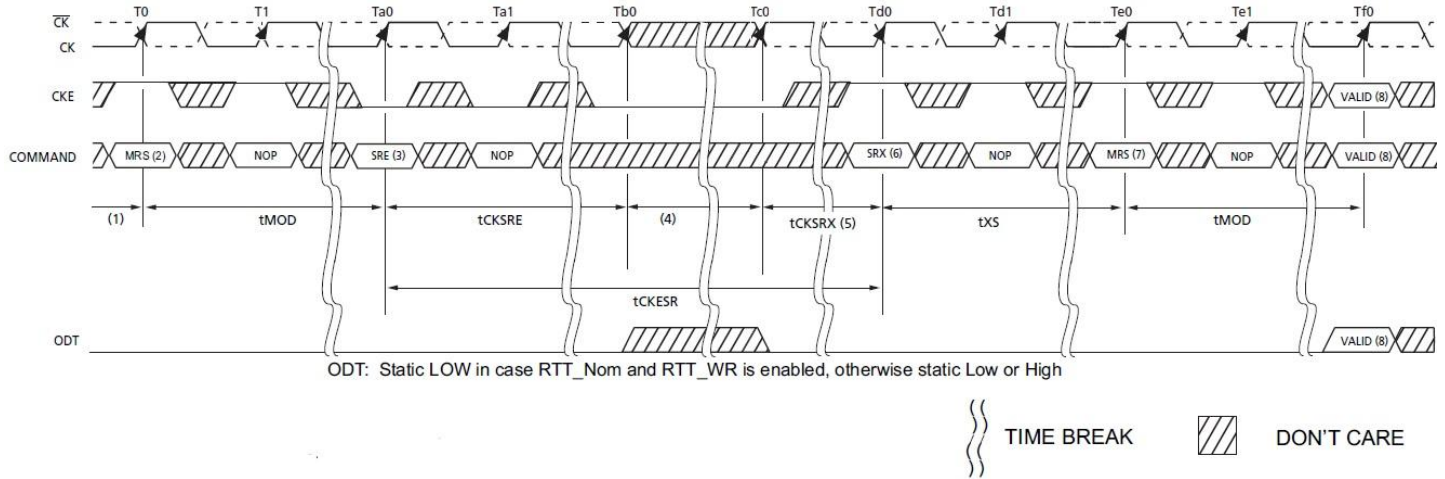 T0 T1 Ta0 Ta1 Tb0 Tc0 Td0 Td1 Te0 Te1 Tf0
CK
CK
CKE
VALID (8)
COMMAND
MRS (2) NOP SRE (3) NOP SRX (6) NOP MRS (7) NOP VALID (8)
(1) tMOD tCKSRE (4) tCKSRX (5) tXS tMOD
tCKESR
ODT
VALID (8)
ODT: Static LOW in case RTT_Nom and RTT_WR is enabled, otherwise static Low or High
TIME BREAK DON'T CARE